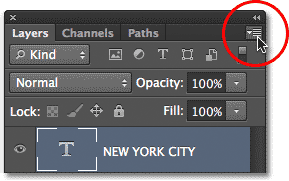 Layers Channels Paths
Kind T
Normal Opacity: 100%
Lock: Fill: 100%
T NEW YORK CITY